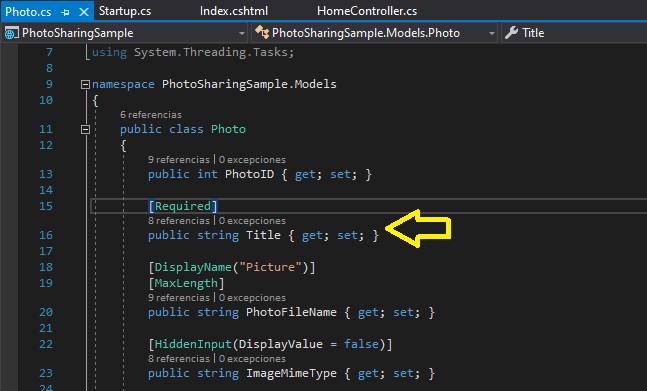 Photo.cs Startup.cs Index.cshtml HomeController.cs
PhotoSharingSample PhotoSharingSample.Models.Photo Title
7 using System.Threading.Tasks;
8
9 namespace PhotoSharingSample.Models
10 {
6 referencias
11 public class Photo
12 {
9 referencias | 0 excepciones
13 public int PhotoID { get; set; }
14
15 [Required]
8 referencias | 0 excepciones
16 public string Title { get; set; }
17
18 [DisplayName("Picture")]
19 [MaxLength]
9 referencias | 0 excepciones
20 public string PhotoFileName { get; set; }
21
22 [HiddenInput(DisplayValue = false)]
8 referencias | 0 excepciones
23 public string ImageMimeType { get; set; }